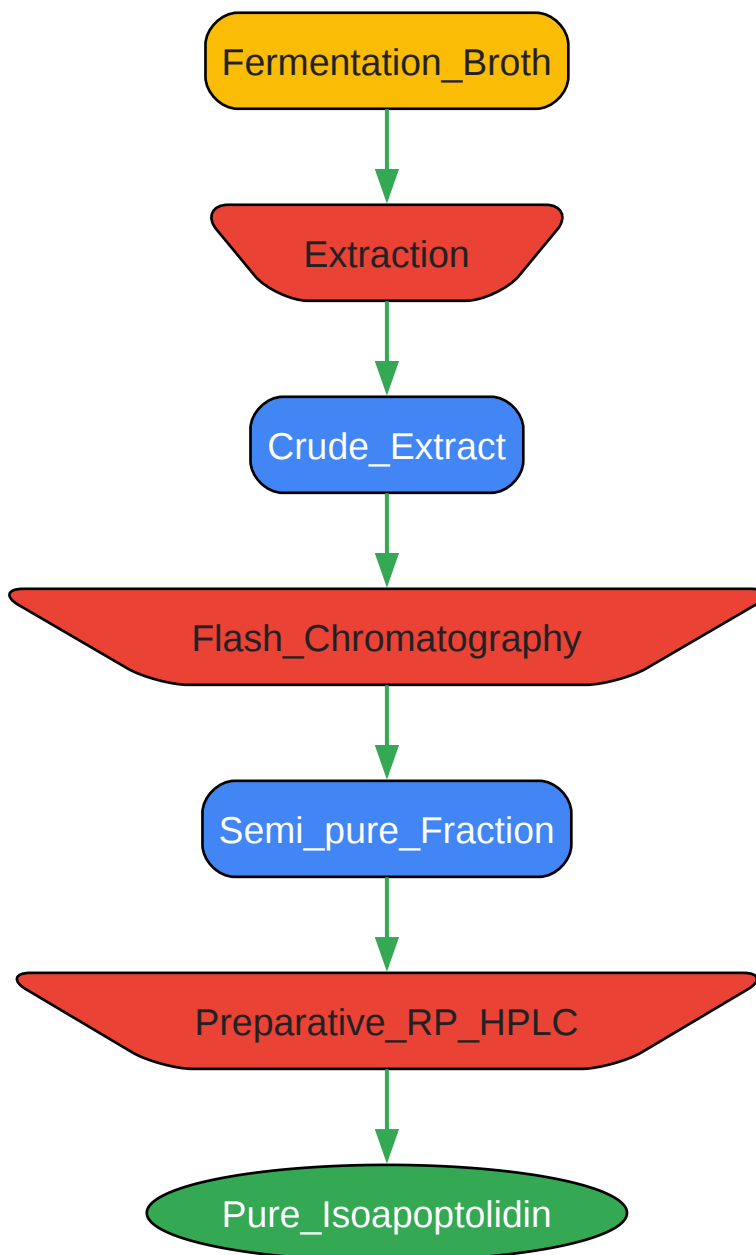 Fermentation_Broth
Extraction
Crude_Extract
Flash_Chromatography
Semi_pure_Fraction
Preparative_RP_HPLC
Pure_Isoapoptolidin